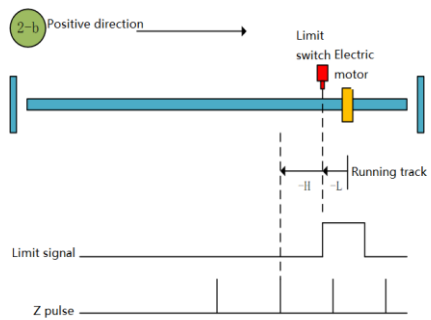 2-b Positive direction
Limit
switch Electric
motor
Running track
-H -L
Limit signal
Z pulse